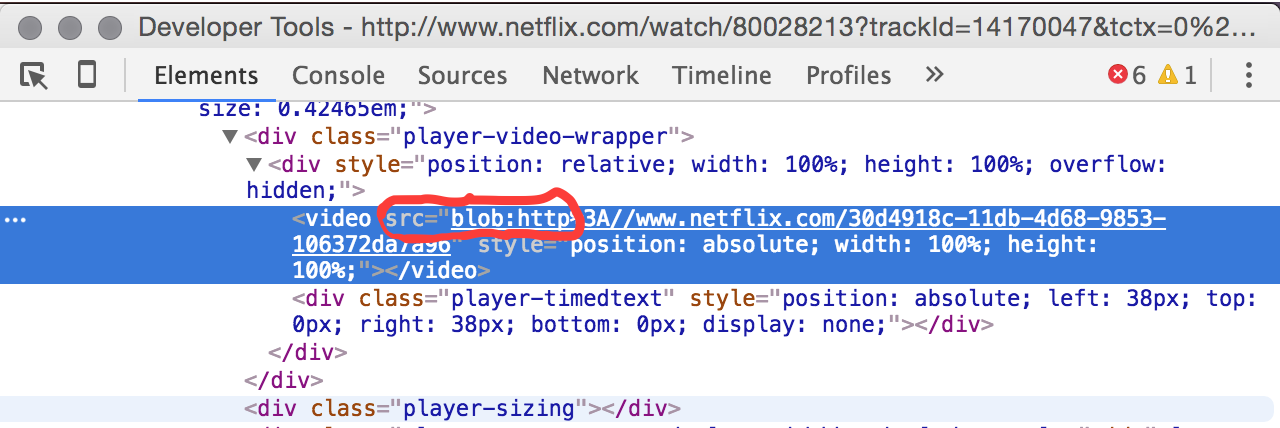 Developer Tools - http://www.netflix.com/watch/80028213?trackId=14170047&tctx=0%2...
Elements Console Sources Network Timeline Profiles » 6 1
size: 0.42465em;">
▼<div class="player-video-wrapper">
▼<div style="position: relative; width: 100%; height: 100%; overflow:
hidden;">
… <video src="blob:http%3A//www.netflix.com/30d4918c-11db-4d68-9853-
106372da7a96" style="position: absolute; width: 100%; height:
100%;"></video>
<div class="player-timedtext" style="position: absolute; left: 38px; top:
0px; right: 38px; bottom: 0px; display: none;"></div>
</div>
</div>
<div class="player-sizing"></div>